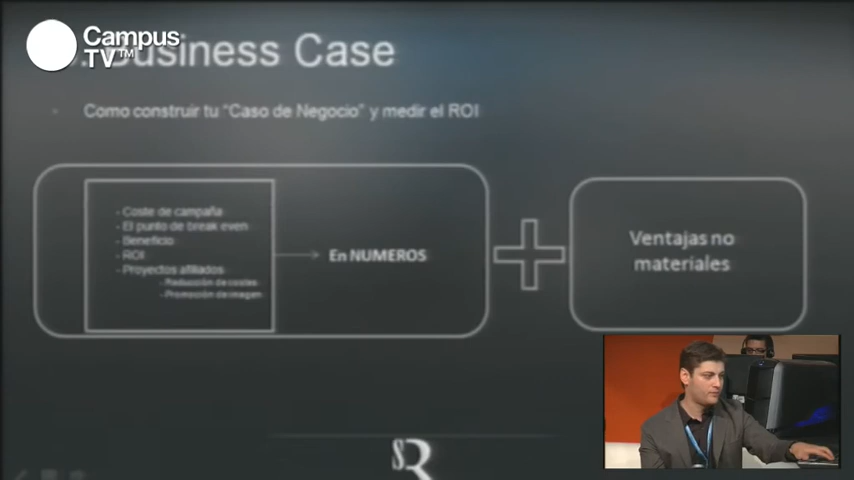 Campus
TV™
Business Case
Como construir tu “Caso de Negocio” y medir el ROI
- Coste de campaña
- El punto de break even
- Beneficio
- ROI
- Proyectos afiliados
- Reducción de costes
- Promoción de imagen
En NUMEROS
Ventajas no
materiales
SR